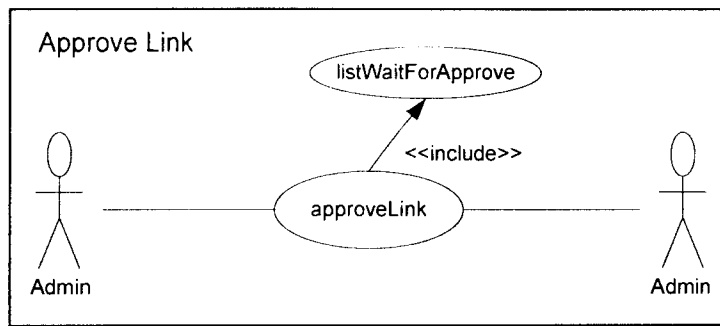 Approve Link
listWaitForApprove
<<include>>
approveLink
Admin
Admin